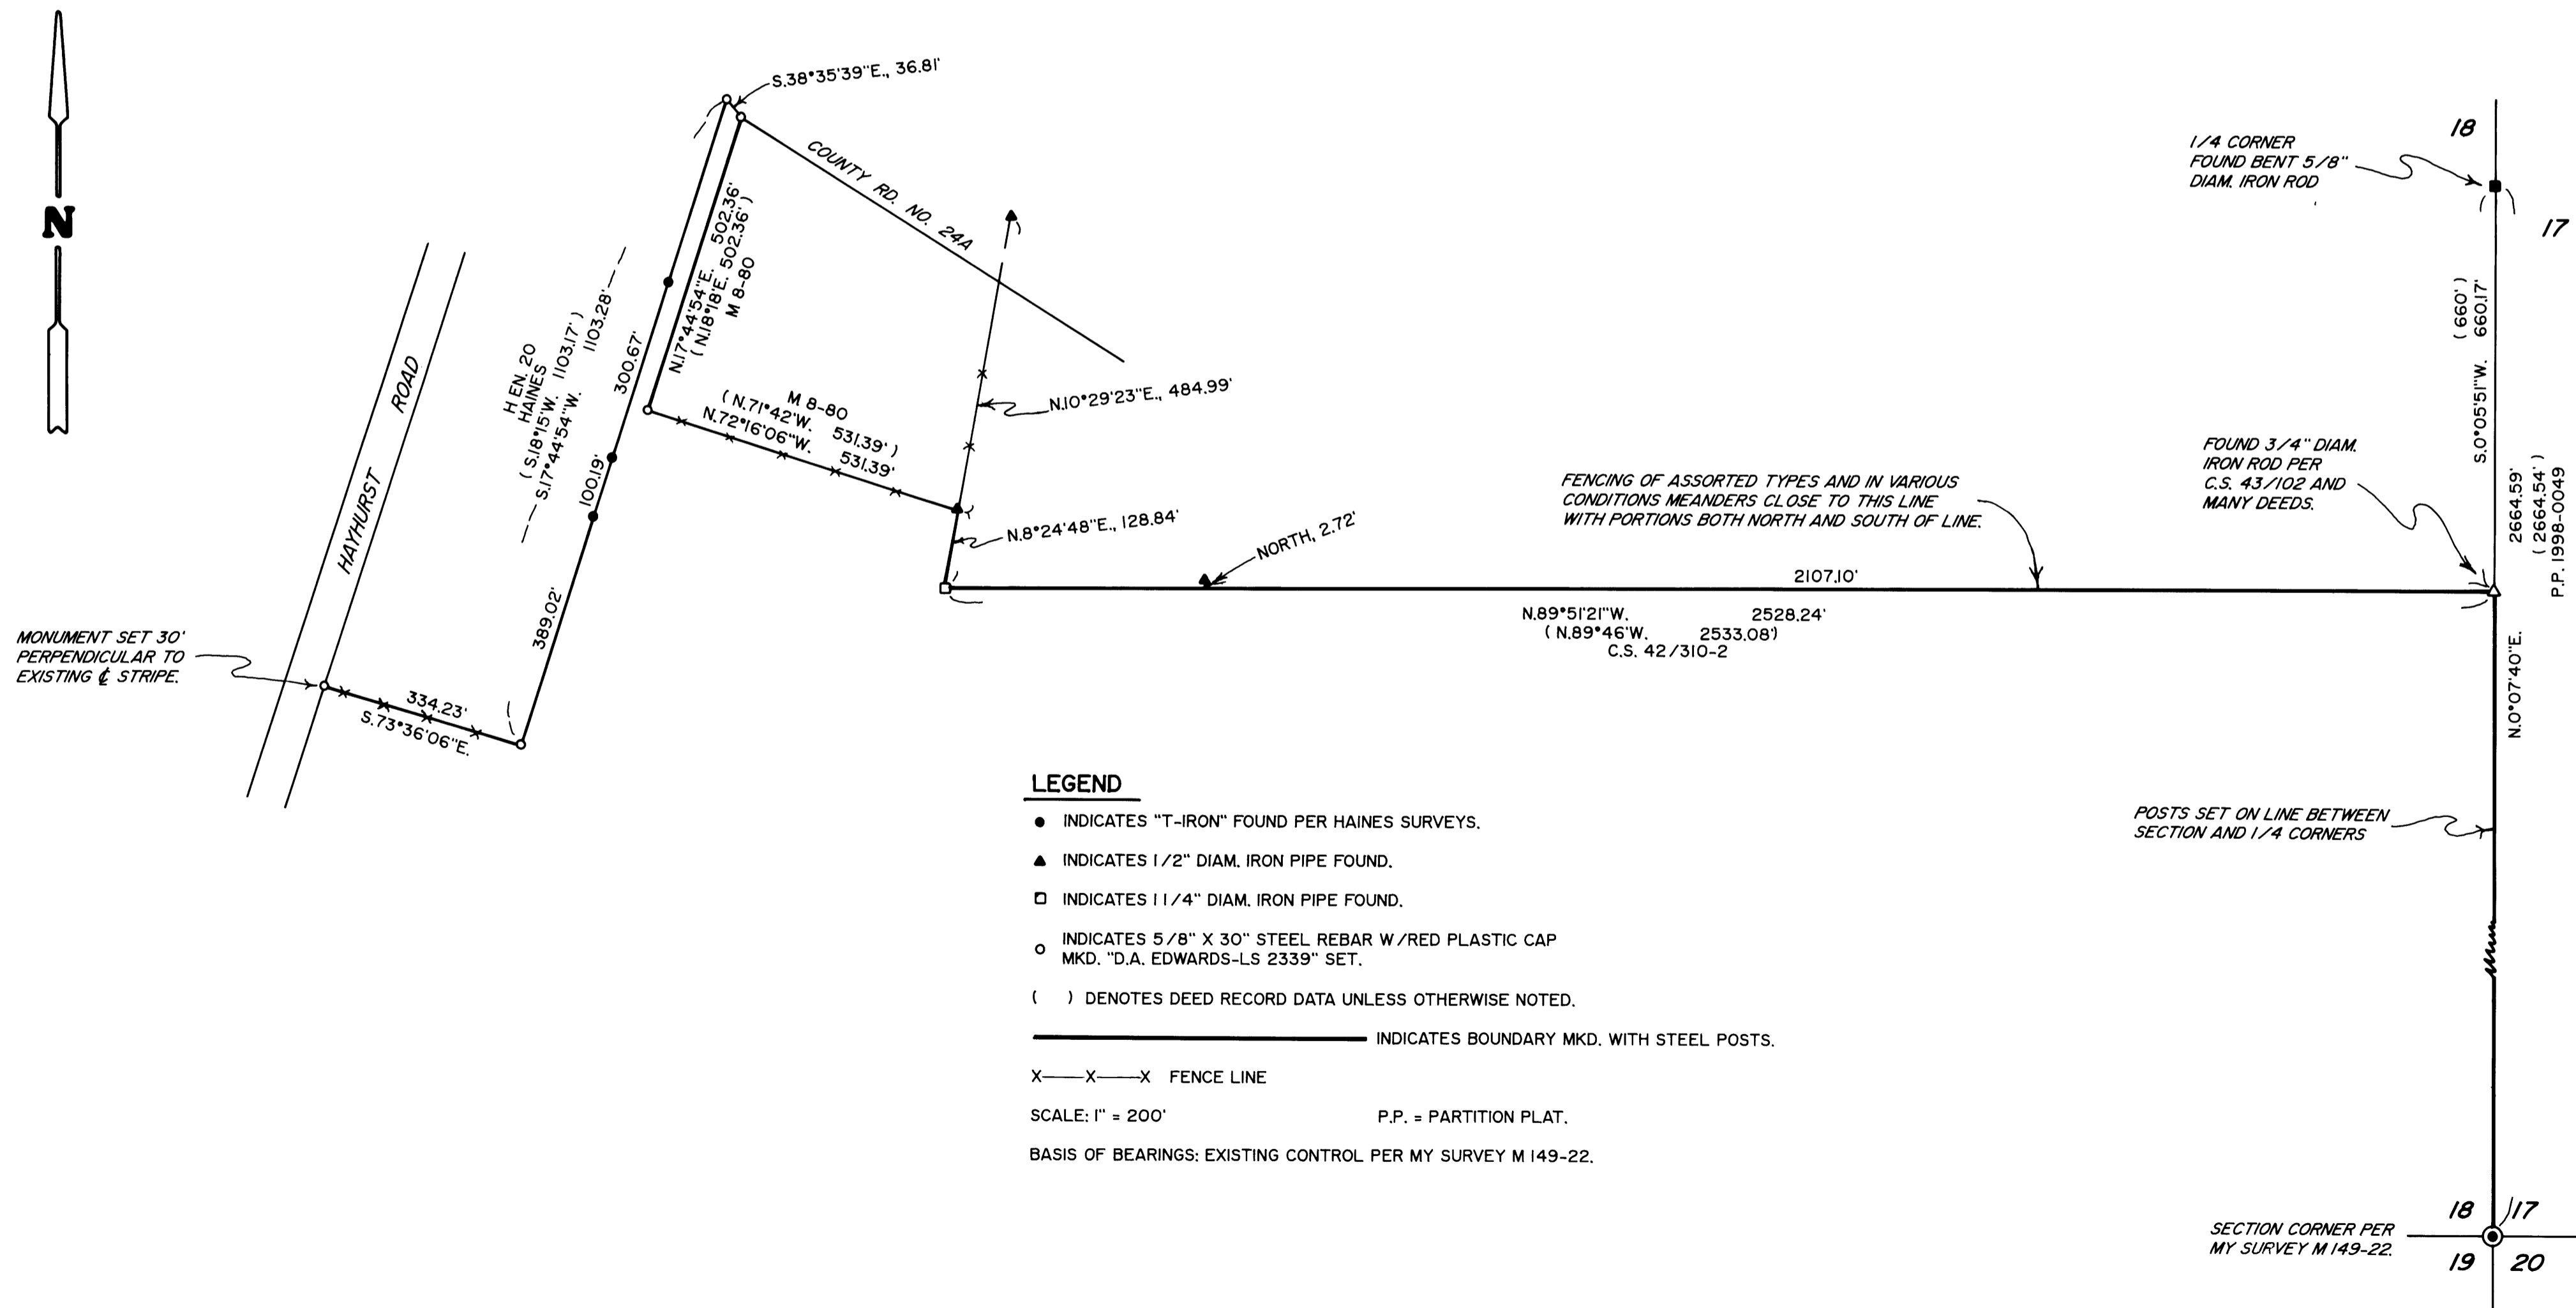 N
S.38°35'39"E., 36.81'
COUNTY RD. NO. 24A
N.17°44'54"E. 502.36'
( N.18°18'E. 502.36' )
M 8-80
H EN. 20
HAINES
( S.18°15'W. 1103.17' )
S.17°44'54"W. 1103.28'
300.67'
100.19'
389.02'
HAYHURST ROAD
M 8-80
( N.71°42'W. 531.39' )
N.72°16'06"W. 531.39'
N.10°29'23"E., 484.99'
N.8°24'48"E., 128.84'
NORTH, 2.72'
FENCING OF ASSORTED TYPES AND IN VARIOUS
CONDITIONS MEANDERS CLOSE TO THIS LINE
WITH PORTIONS BOTH NORTH AND SOUTH OF LINE.
2107.10'
N.89°51'21"W. 2528.24'
( N.89°46'W. 2533.08')
C.S. 42/310-2
MONUMENT SET 30'
PERPENDICULAR TO
EXISTING ℄ STRIPE.
334.23'
S.73°36'06"E.
18
1/4 CORNER
FOUND BENT 5/8"
DIAM. IRON ROD
17
( 660' )
S.0°05'51"W. 660.17'
FOUND 3/4" DIAM.
IRON ROD PER
C.S. 43/102 AND
MANY DEEDS.
2664.59'
( 2664.54' )
P.P. 1998-0049
N.0°07'40"E.
POSTS SET ON LINE BETWEEN
SECTION AND 1/4 CORNERS
LEGEND
INDICATES "T-IRON" FOUND PER HAINES SURVEYS.
INDICATES 1/2" DIAM. IRON PIPE FOUND.
INDICATES 1 1/4" DIAM. IRON PIPE FOUND.
INDICATES 5/8" X 30" STEEL REBAR W/RED PLASTIC CAP
MKD. "D.A. EDWARDS-LS 2339" SET.
( ) DENOTES DEED RECORD DATA UNLESS OTHERWISE NOTED.
INDICATES BOUNDARY MKD. WITH STEEL POSTS.
X——X——X FENCE LINE
SCALE: 1" = 200' P.P. = PARTITION PLAT.
BASIS OF BEARINGS: EXISTING CONTROL PER MY SURVEY M 149-22.
18 17
SECTION CORNER PER
MY SURVEY M 149-22.
19 20